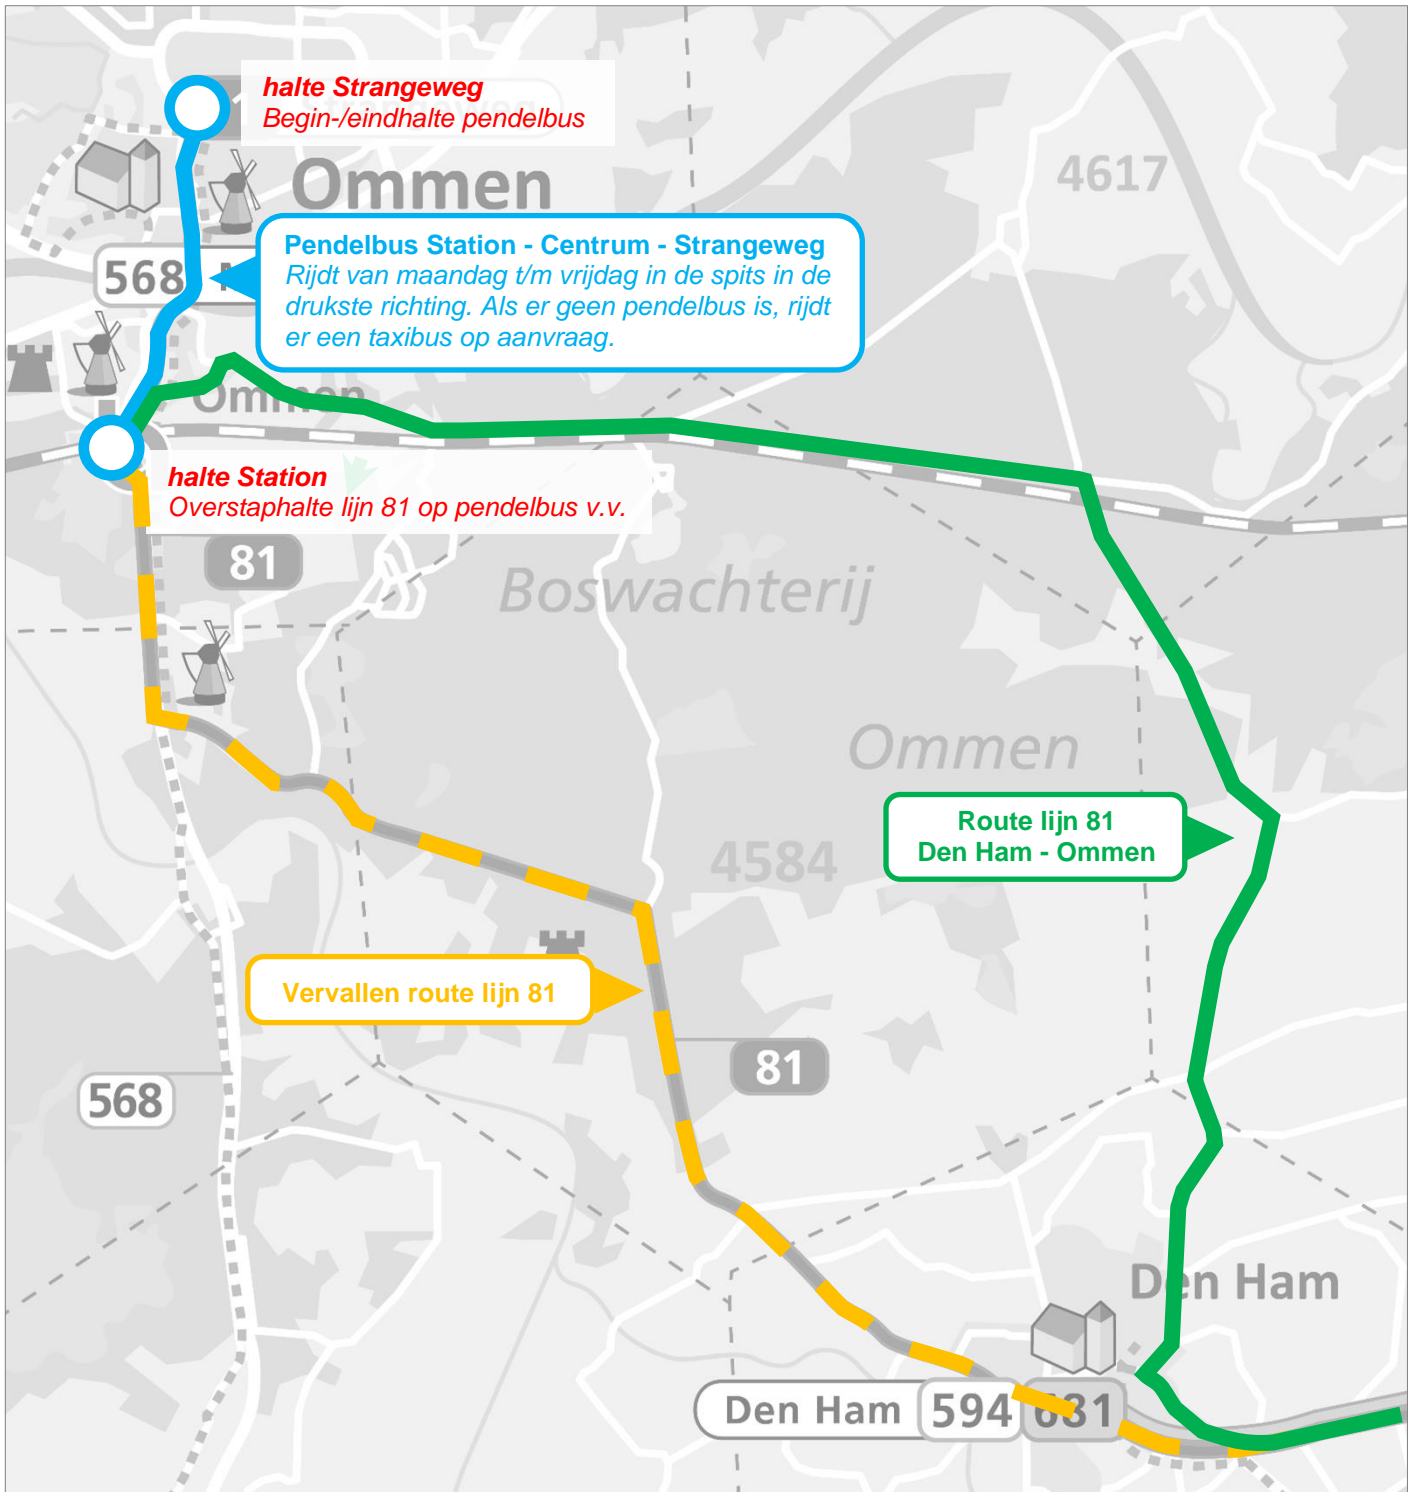 halte Strangeweg
Begin-/eindhalte pendelbus
Ommen
4617
568
Pendelbus Station - Centrum - Strangeweg
Rijdt van maandag t/m vrijdag in de spits in de
drukste richting. Als er geen pendelbus is, rijdt
er een taxibus op aanvraag.
Ommen
halte Station
Overstaphalte lijn 81 op pendelbus v.v.
81
Boswachterij
Ommen
Route lijn 81
Den Ham - Ommen
4584
Vervallen route lijn 81
81
568
Den Ham
Den Ham 594 681